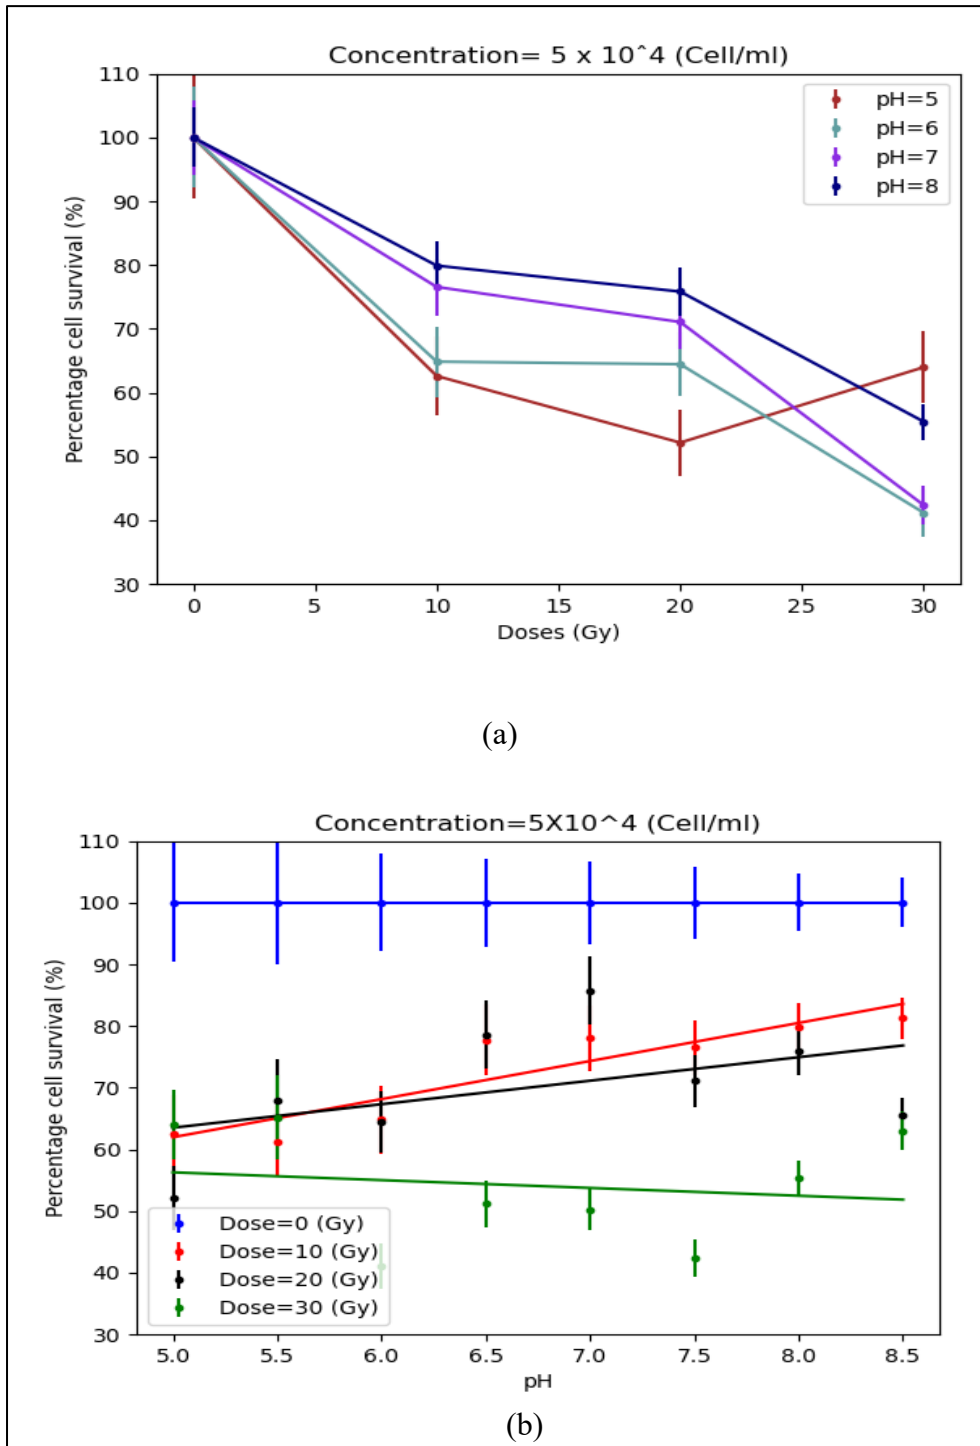 Concentration= 5 x 10^4 (Cell/ml)
110
100
90
80
70
60
50
40
30
Percentage cell survival (%)
pH=5
pH=6
pH=7
pH=8
0 5 10 15 20 25 30
Doses (Gy)
(a)
Concentration=5X10^4 (Cell/ml)
110
100
90
80
70
60
50
40
30
Percentage cell survival (%)
Dose=0 (Gy)
Dose=10 (Gy)
Dose=20 (Gy)
Dose=30 (Gy)
5.0 5.5 6.0 6.5 7.0 7.5 8.0 8.5
pH
(b)